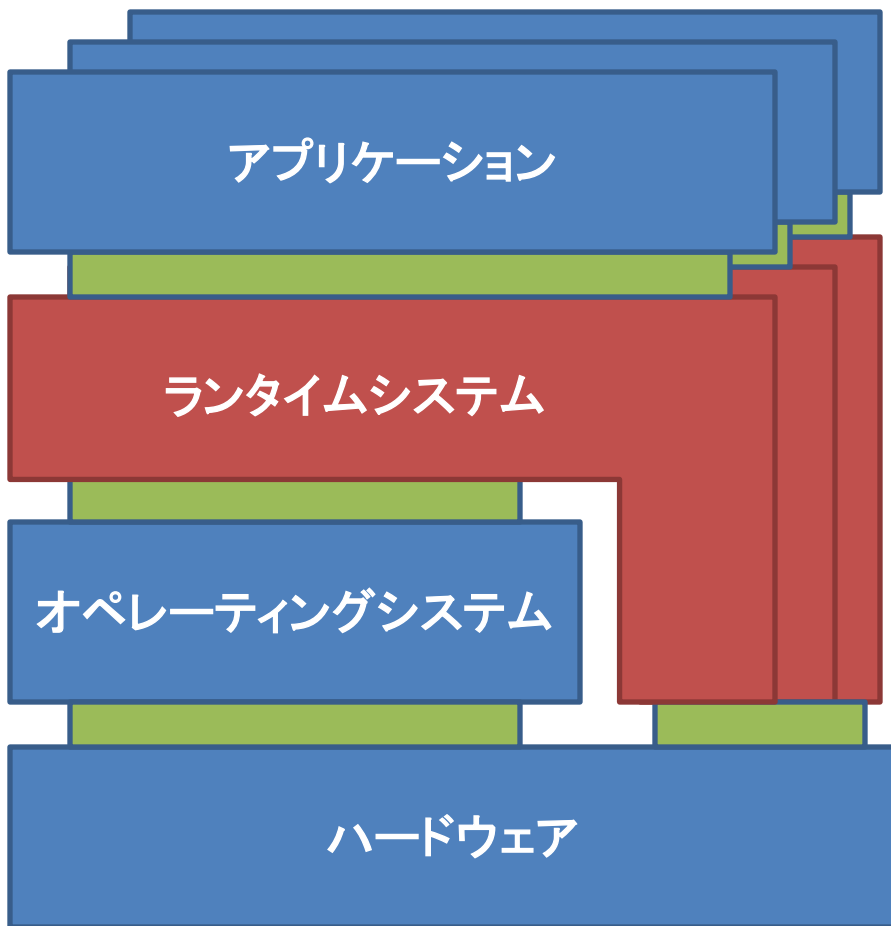 アプリケーション
ランタイムシステム
オペレーティングシステム
ハードウェア